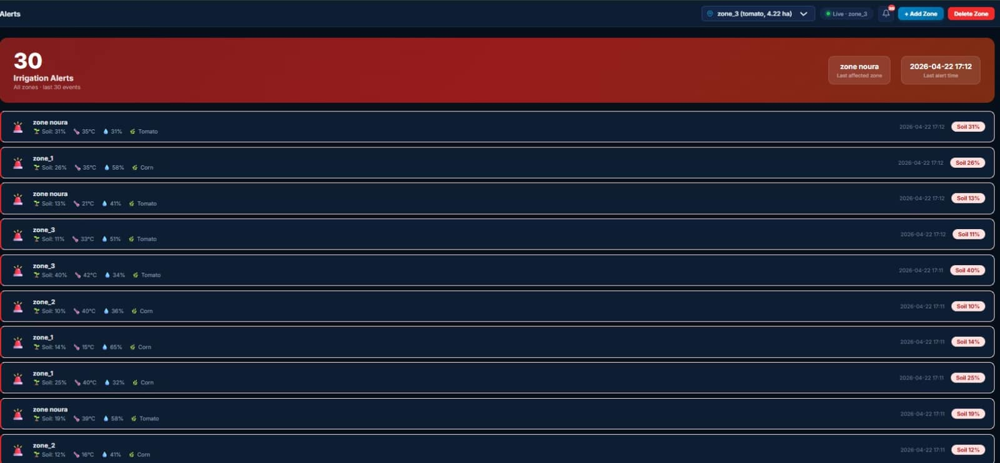 Alerts
zone_3 (tomato, 4.22 ha)
Live · zone_3
+ Add Zone
Delete Zone
30
Irrigation Alerts
All zones · last 30 events
zone noura
Last affected zone
2026-04-22 17:12
Last alert time
zone noura
Soil: 31% 35°C 31% Tomato
2026-04-22 17:12 Soil 31%
zone_1
Soil: 26% 35°C 58% Corn
2026-04-22 17:12 Soil 26%
zone noura
Soil: 13% 21°C 41% Tomato
2026-04-22 17:12 Soil 13%
zone_3
Soil: 11% 33°C 51% Tomato
2026-04-22 17:12 Soil 11%
zone_3
Soil: 40% 42°C 34% Tomato
2026-04-22 17:11 Soil 40%
zone_2
Soil: 10% 40°C 36% Corn
2026-04-22 17:11 Soil 10%
zone_1
Soil: 14% 15°C 65% Corn
2026-04-22 17:11 Soil 14%
zone_1
Soil: 25% 40°C 32% Corn
2026-04-22 17:11 Soil 25%
zone noura
Soil: 19% 39°C 58% Tomato
2026-04-22 17:11 Soil 19%
zone_2
Soil: 12% 16°C 41% Corn
2026-04-22 17:11 Soil 12%